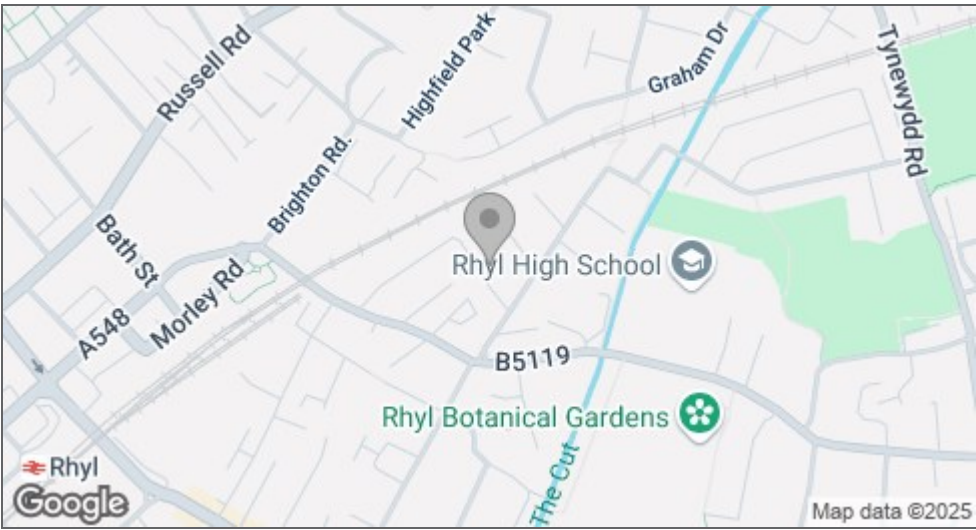 Russell Rd
Highfield Park
Graham Dr
Tynewydd Rd
Brighton Rd.
Bath St
Morley Rd
A548
Rhyl High School
B5119
Rhyl Botanical Gardens
The Cut
Rhyl
Google
Map data ©2025